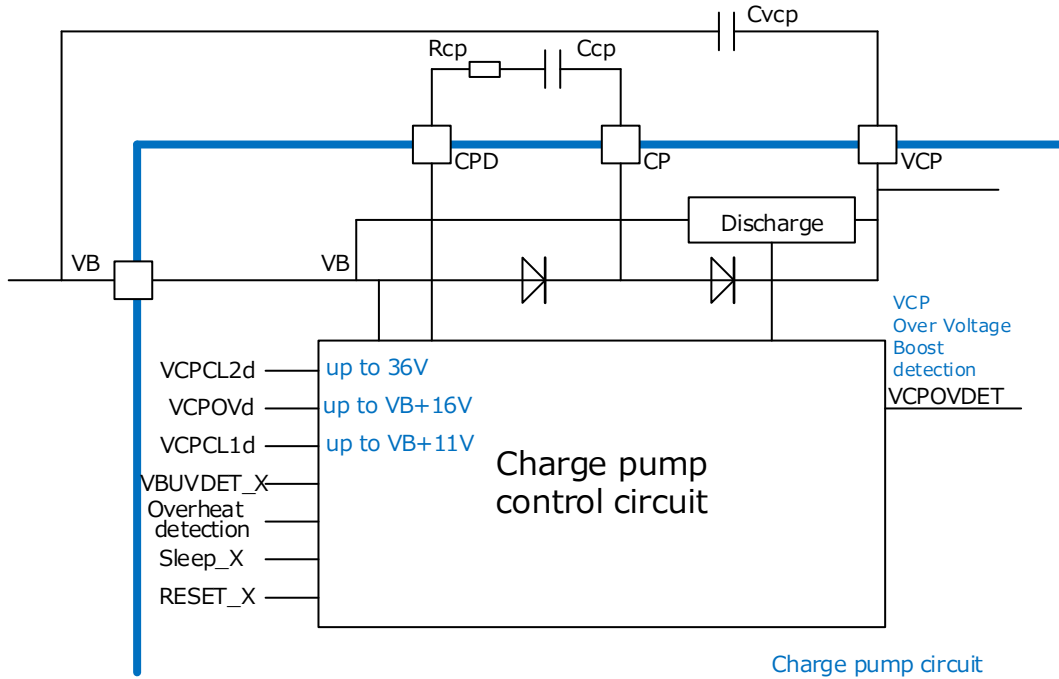 Cvcp
Rcp
Ccp
CPD
CP
VCP
Discharge
VB
VB
VCP
Over Voltage
Boost
detection
VCPOVDET
VCPCL2d
up to 36V
VCPOVd
up to VB+16V
VCPCL1d
up to VB+11V
VBUVDET_X
Overheat
detection
Sleep_X
RESET_X
Charge pump
control circuit
Charge pump circuit